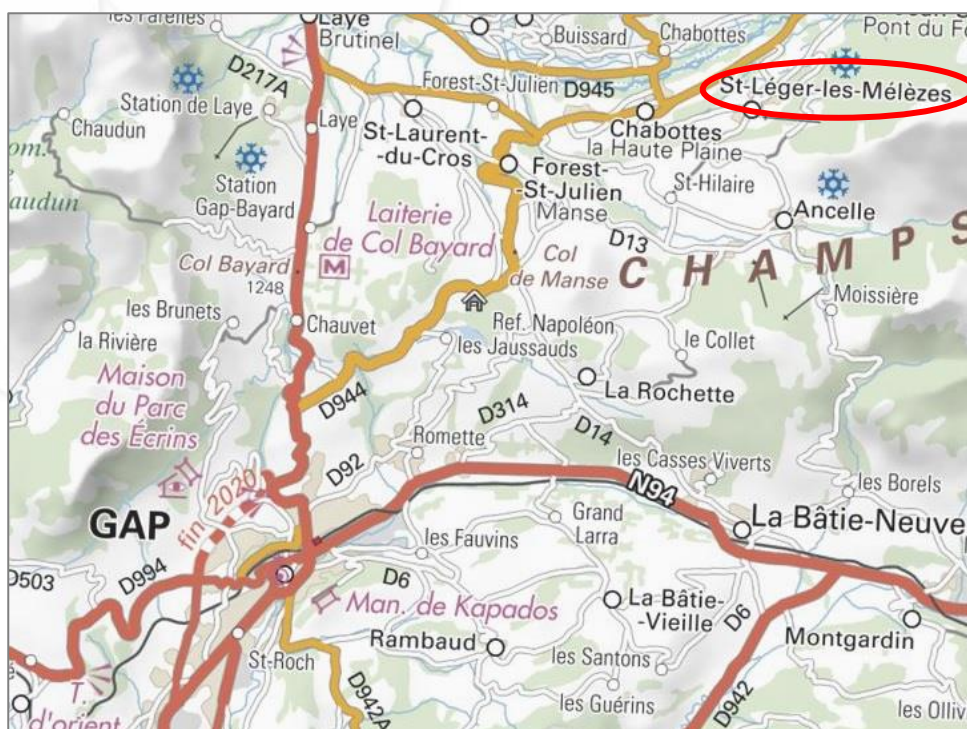 les Farelles
Laye
Brutinel
Buissard
Chabottes
Pont du Fo
D217A
Forest-St-Julien
D945
St-Léger-les-Mélèzes
Station de Laye
Chaudun
Laye
St-Laurent-
-du-Cros
Chabottes
la Haute Plaine
om.
audun
Station
Gap-Bayard
Forest-
-St-Julien
Manse
St-Hilaire
Ancelle
Laiterie
de Col Bayard
D13
CHAMPS
Col Bayard
1248
M
Col
de Manse
Moissière
les Brunets
Chauvet
Ref. Napoléon
la Rivière
les Jaussauds
le Collet
Maison
du Parc
des Écrins
D944
La Rochette
D314
D14
Romette
D92
les Casses Viverts
fin 2020
N94
les Borels
GAP
Grand
Larra
La Bâtie-Neuve
les Fauvins
D503
D994
D6
Man. de Kapados
La Bâtie-
-Vieille
D6
Rambaud
Montgardin
St-Roch
les Santons
T.
d'orient
les Guérins
D942A
D942
les Olliv